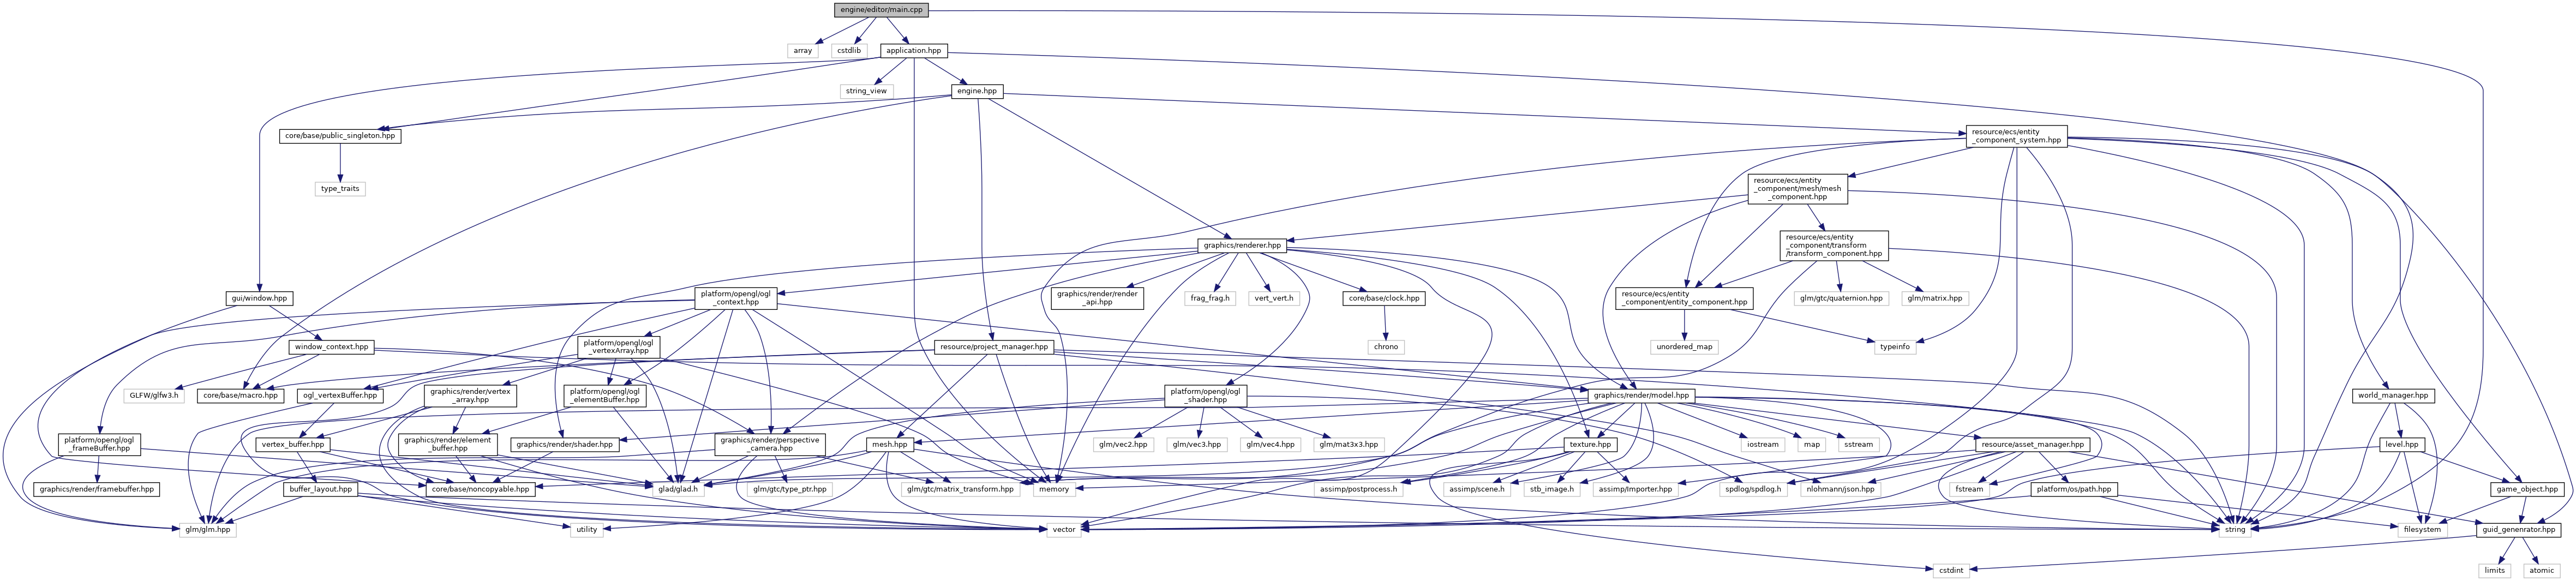 engine/editor/main.cpp
array
cstdlib
application.hpp
string_view
engine.hpp
core/base/public_singleton.hpp
resource/ecs/entity
_component_system.hpp
type_traits
resource/ecs/entity
_component/mesh/mesh
_component.hpp
graphics/renderer.hpp
resource/ecs/entity
_component/transform
/transform_component.hpp
gui/window.hpp
platform/opengl/ogl
_context.hpp
graphics/render/render
_api.hpp
frag_frag.h
vert_vert.h
core/base/clock.hpp
resource/ecs/entity
_component/entity_component.hpp
glm/gtc/quaternion.hpp
glm/matrix.hpp
window_context.hpp
platform/opengl/ogl
_vertexArray.hpp
resource/project_manager.hpp
chrono
unordered_map
typeinfo
GLFW/glfw3.h
core/base/macro.hpp
ogl_vertexBuffer.hpp
graphics/render/vertex
_array.hpp
platform/opengl/ogl
_elementBuffer.hpp
platform/opengl/ogl
_shader.hpp
graphics/render/model.hpp
world_manager.hpp
platform/opengl/ogl
_frameBuffer.hpp
vertex_buffer.hpp
graphics/render/element
_buffer.hpp
graphics/render/shader.hpp
graphics/render/perspective
_camera.hpp
mesh.hpp
glm/vec2.hpp
glm/vec3.hpp
glm/vec4.hpp
glm/mat3x3.hpp
texture.hpp
iostream
map
sstream
resource/asset_manager.hpp
level.hpp
graphics/render/framebuffer.hpp
buffer_layout.hpp
core/base/noncopyable.hpp
glad/glad.h
glm/gtc/type_ptr.hpp
glm/gtc/matrix_transform.hpp
memory
assimp/postprocess.h
assimp/scene.h
stb_image.h
assimp/Importer.hpp
spdlog/spdlog.h
nlohmann/json.hpp
fstream
platform/os/path.hpp
game_object.hpp
glm/glm.hpp
utility
vector
string
filesystem
guid_genenrator.hpp
cstdint
limits
atomic